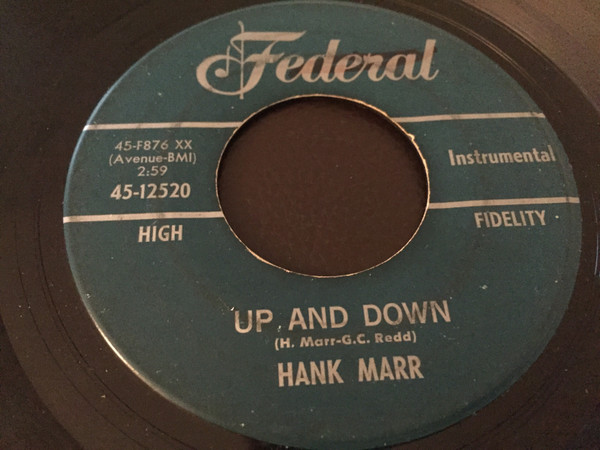 Federal
45-F876 XX
(Avenue-BMI)
2:59
45-12520
Instrumental
HIGH
FIDELITY
UP AND DOWN
(H. Marr-G.C. Redd)
HANK MARR